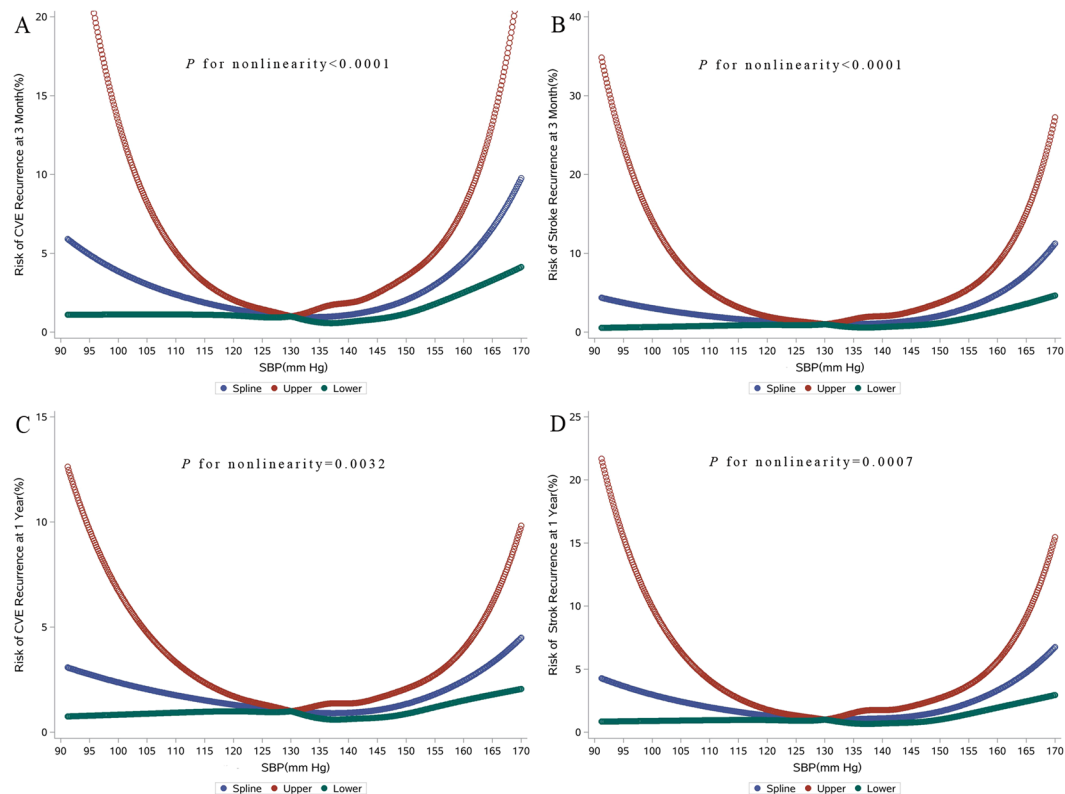 A
P for nonlinearity<0.0001
Risk of CVE Recurrence at 3 Month(%)
20
15
10
5
0
90 95 100 105 110 115 120 125 130 135 140 145 150 155 160 165 170
SBP(mm Hg)
Spline Upper Lower
B
P for nonlinearity<0.0001
Risk of Stroke Recurrence at 3 Month(%)
40
30
20
10
0
90 95 100 105 110 115 120 125 130 135 140 145 150 155 160 165 170
SBP(mm Hg)
Spline Upper Lower
C
P for nonlinearity=0.0032
Risk of CVE Recurrence at 1 Year(%)
15
10
5
0
90 95 100 105 110 115 120 125 130 135 140 145 150 155 160 165 170
SBP(mm Hg)
Spline Upper Lower
D
P for nonlinearity=0.0007
Risk of Strok Recurrence at 1 Year(%)
25
20
15
10
5
0
90 95 100 105 110 115 120 125 130 135 140 145 150 155 160 165 170
SBP(mm Hg)
Spline Upper Lower